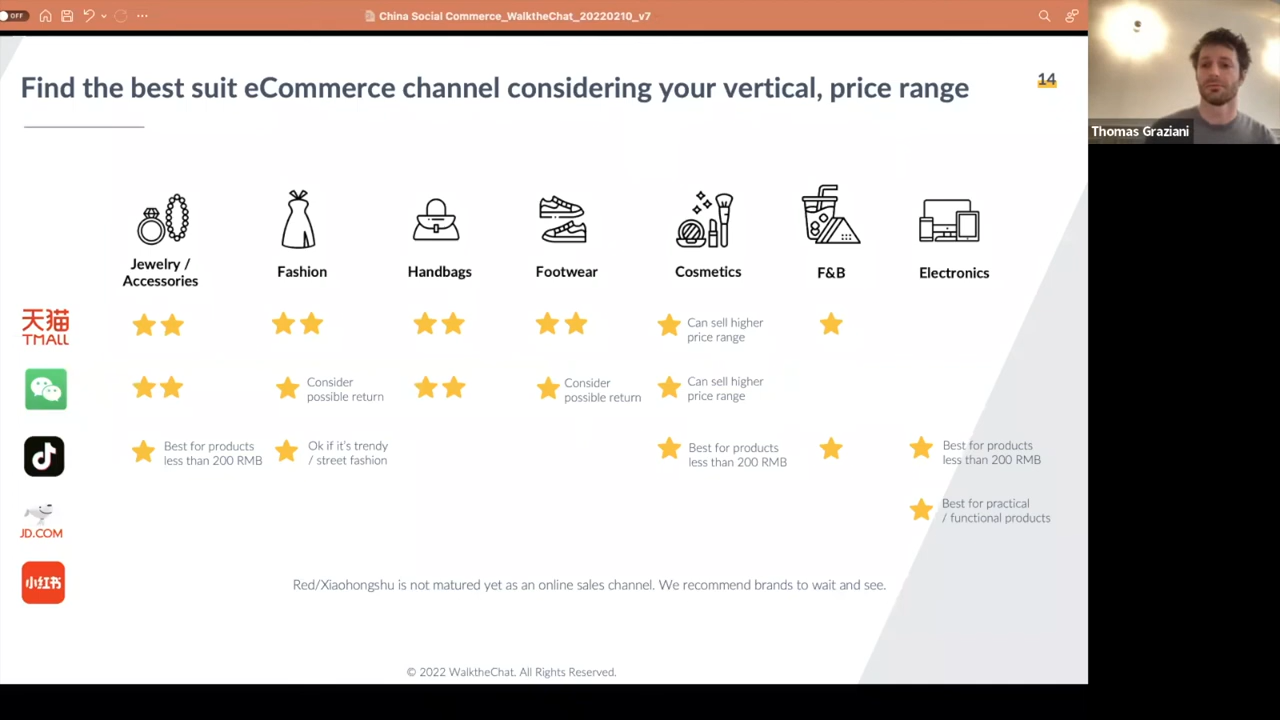 OFF
China Social Commerce_WalktheChat_20220210_v7
Find the best suit eCommerce channel considering your vertical, price range
14
Thomas Graziani
Jewelry /
Accessories
Fashion
Handbags
Footwear
Cosmetics
F&B
Electronics
天猫
TMALL
Can sell higher
price range
Consider
possible return
Consider
possible return
Can sell higher
price range
Best for products
less than 200 RMB
Ok if it's trendy
/ street fashion
Best for products
less than 200 RMB
Best for products
less than 200 RMB
JD.COM
Best for practical
/ functional products
小红书
Red/Xiaohongshu is not matured yet as an online sales channel. We recommend brands to wait and see.
© 2022 WalktheChat. All Rights Reserved.